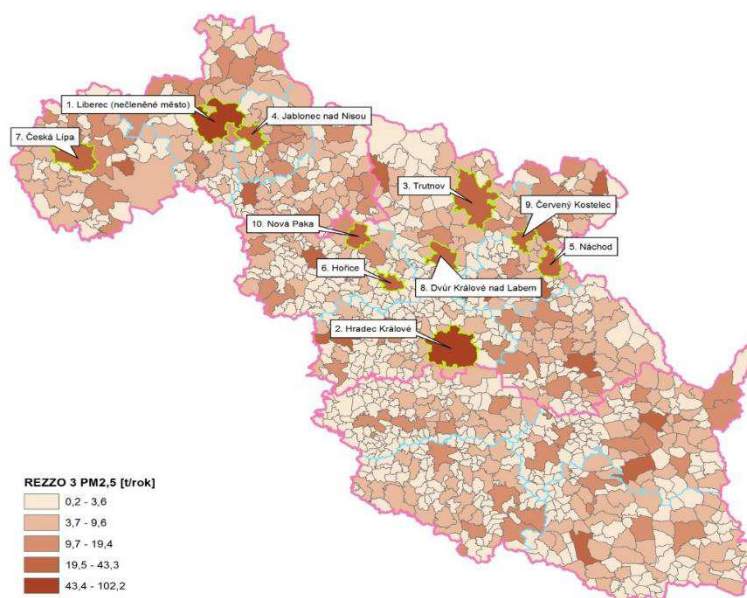 1. Liberec (nečleněné město)
4. Jablonec nad Nisou
7. Česká Lípa
3. Trutnov
9. Červený Kostelec
10. Nová Paka
5. Náchod
6. Hořice
8. Dvůr Králové nad Labem
2. Hradec Králové
REZZO 3 PM2,5 [t/rok]
0,2 - 3,6
3,7 - 9,6
9,7 - 19,4
19,5 - 43,3
43,4 - 102,2